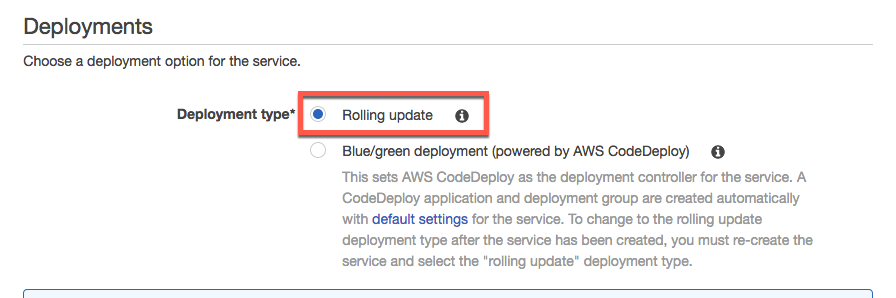 Deployments
Choose a deployment option for the service.
Deployment type* Rolling update
Blue/green deployment (powered by AWS CodeDeploy)
This sets AWS CodeDeploy as the deployment controller for the service. A
CodeDeploy application and deployment group are created automatically
with default settings for the service. To change to the rolling update
deployment type after the service has been created, you must re-create the
service and select the "rolling update" deployment type.